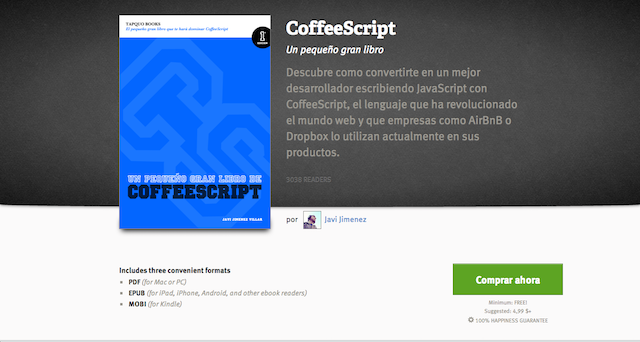 TAPQUO BOOKS
El pequeño gran libro que te hará dominar CoffeeScript
1
EDICIÓN
UN PEQUEÑO GRAN LIBRO DE
COFFEESCRIPT
JAVI JIMENEZ VILLAR
CoffeeScript
Un pequeño gran libro
Descubre como convertirte en un mejor
desarrollador escribiendo JavaScript con
CoffeeScript, el lenguaje que ha revolucionado
el mundo web y que empresas como AirBnB o
Dropbox lo utilizan actualmente en sus
productos.
3038 READERS
por Javi Jimenez
Includes three convenient formats
PDF (for Mac or PC)
EPUB (for iPad, iPhone, Android, and other ebook readers)
MOBI (for Kindle)
Comprar ahora
Minimum: FREE!
Suggested: 4,99 $+
100% HAPPINESS GUARANTEE